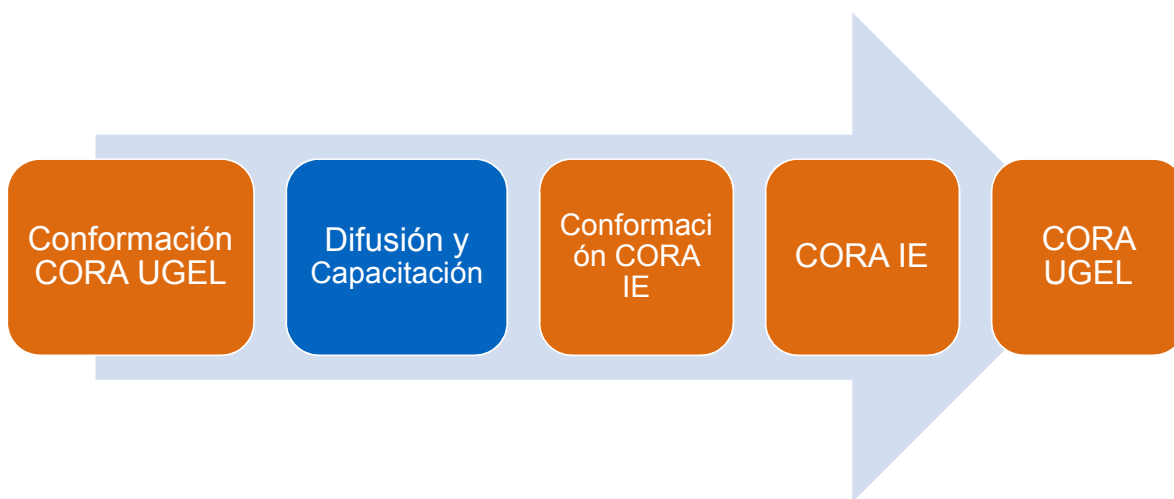 Conformación
CORA UGEL
Difusión y
Capacitación
Conformaci
ón CORA
IE
CORA IE
CORA
UGEL